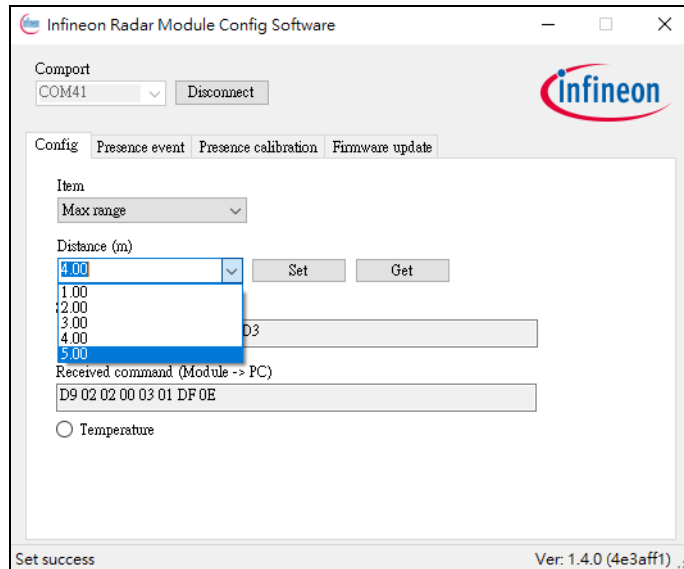 Infineon Radar Module Config Software
Comport
COM41
Disconnect
infineon
Config
Presence event
Presence calibration
Firmware update
Item
Max range
Distance (m)
4.00
Set
Get
1.00
2.00
3.00
4.00
5.00
D3
Received command (Module -> PC)
D9 02 02 00 03 01 DF 0E
Temperature
Set success
Ver: 1.4.0 (4e3aff1)